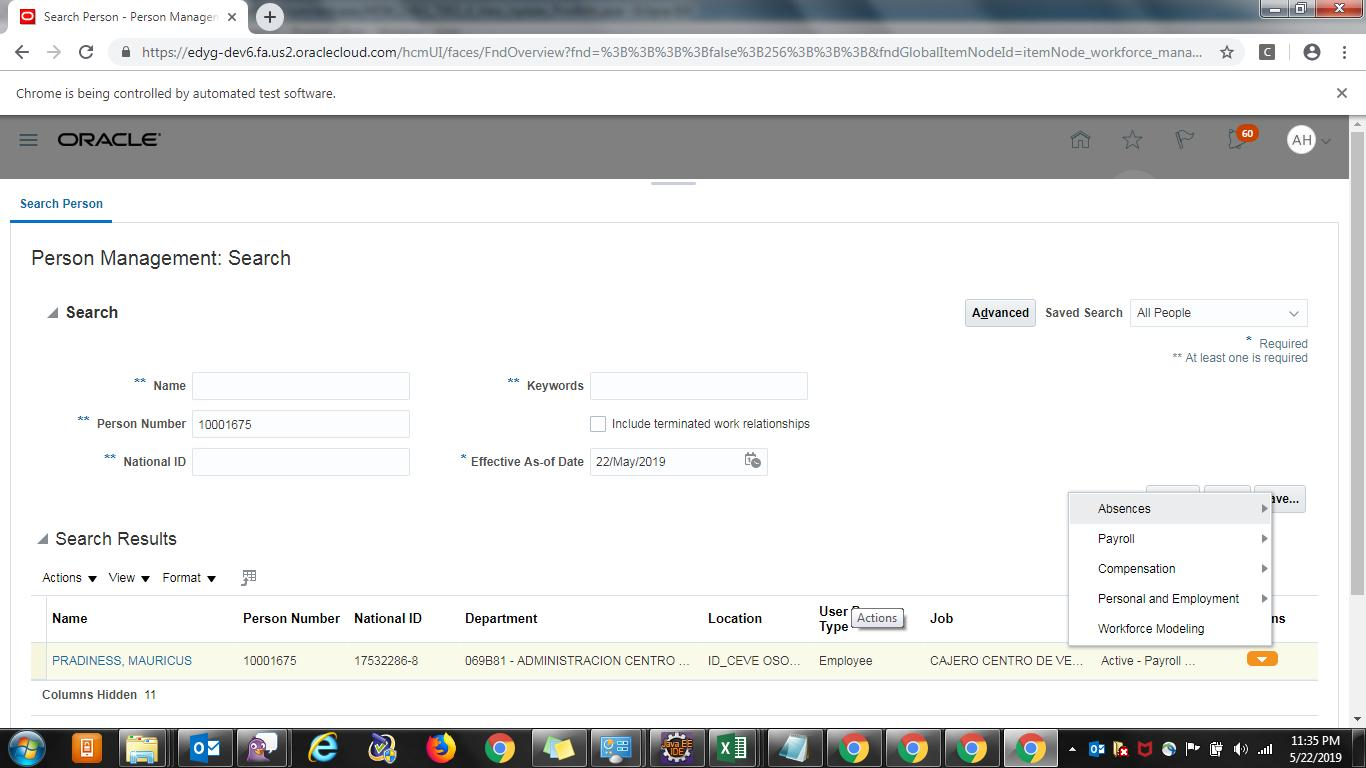 Search Person - Person Managem
https://edyg-dev6.fa.us2.oraclecloud.com/hcmUI/faces/FndOverview?fnd=%3B%3B%3B%3Bfalse%3B256%3B%3B%3B&fndGlobalItemNodeId=itemNode_workforce_mana...
Chrome is being controlled by automated test software.
ORACLE
60
AH
Search Person
Person Management: Search
Search
Advanced Saved Search All People
* Required
** At least one is required
** Name
** Keywords
** Person Number 10001675
Include terminated work relationships
** National ID
* Effective As-of Date 22/May/2019
ave...
Absences
Payroll
Compensation
Personal and Employment
Workforce Modeling
Search Results
Actions View Format
Name Person Number National ID Department Location User Type Job
Actions
PRADINESS, MAURICUS 10001675 17532286-8 069B81 - ADMINISTRACION CENTRO ... ID_CEVE OSO... Employee CAJERO CENTRO DE VE... Active - Payroll ...
Columns Hidden 11
11:35 PM
5/22/2019